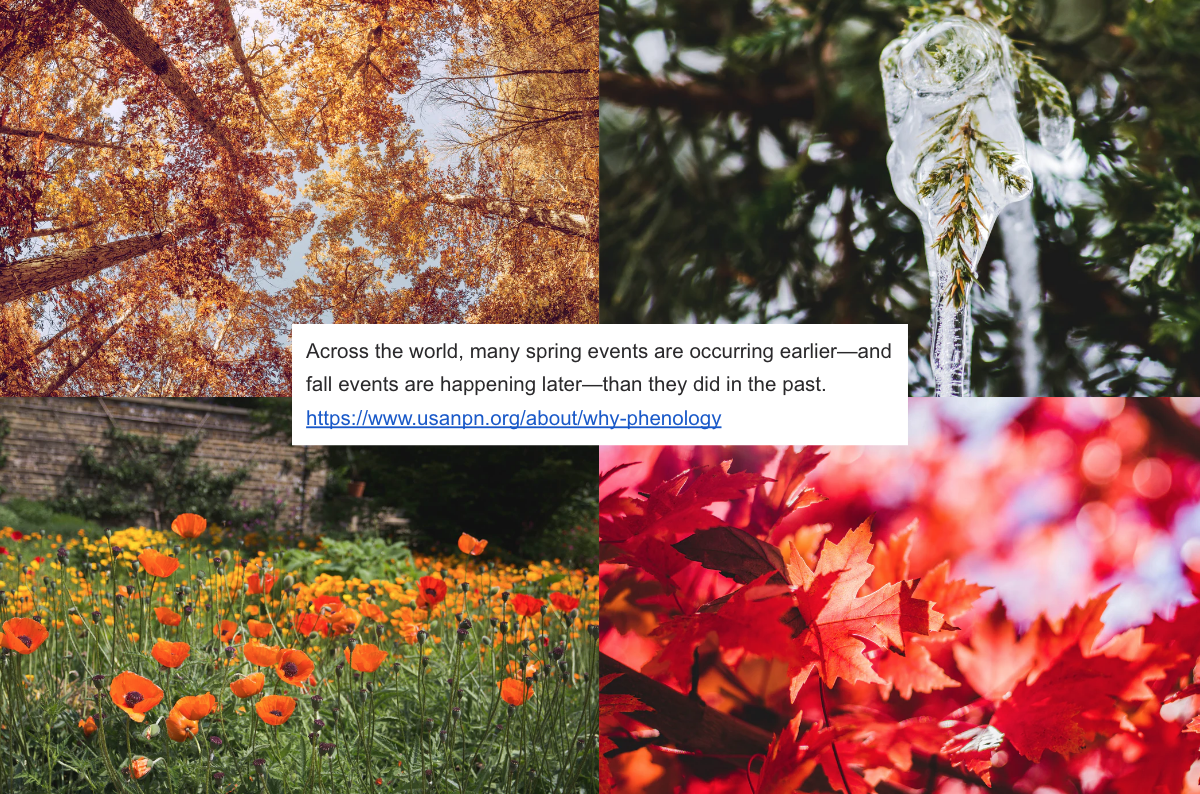 Across the world, many spring events are occurring earlier—and
fall events are happening later—than they did in the past.
https://www.usanpn.org/about/why-phenology